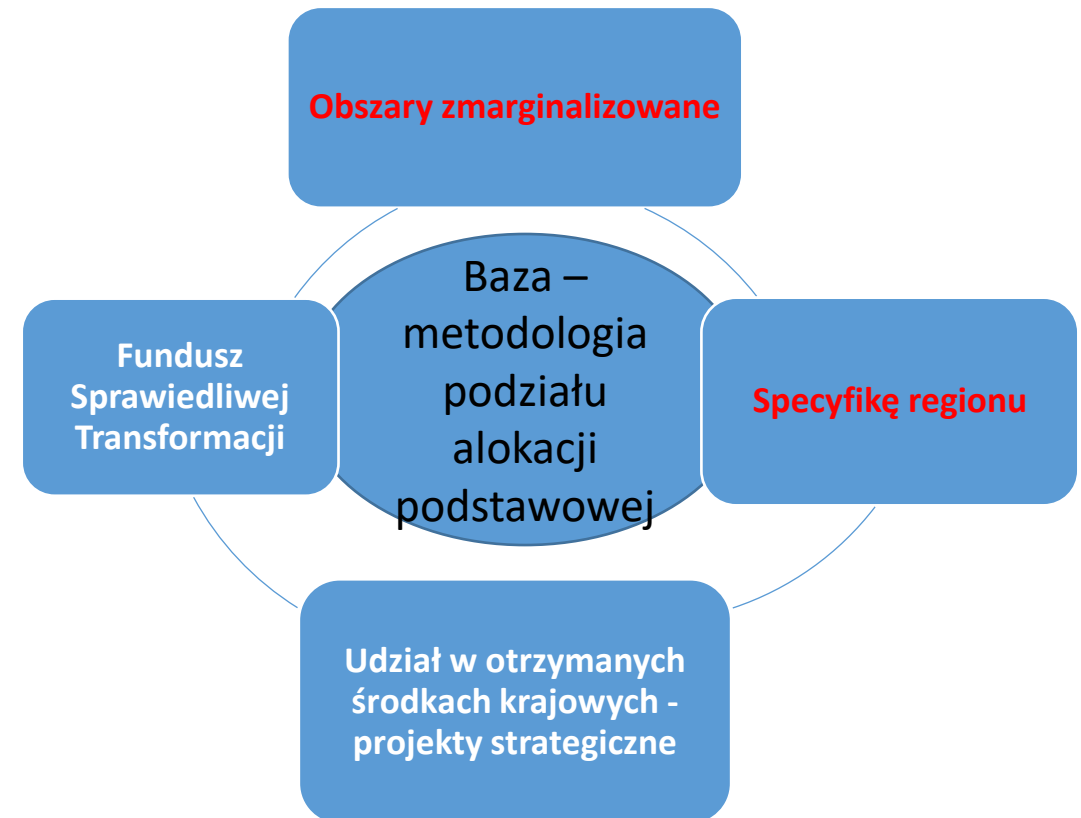 Obszary zmarginalizowane
Baza –
metodologia
podziału
alokacji
podstawowej
Fundusz
Sprawiedliwej
Transformacji
Specyfikę regionu
Udział w otrzymanych
środkach krajowych -
projekty strategiczne